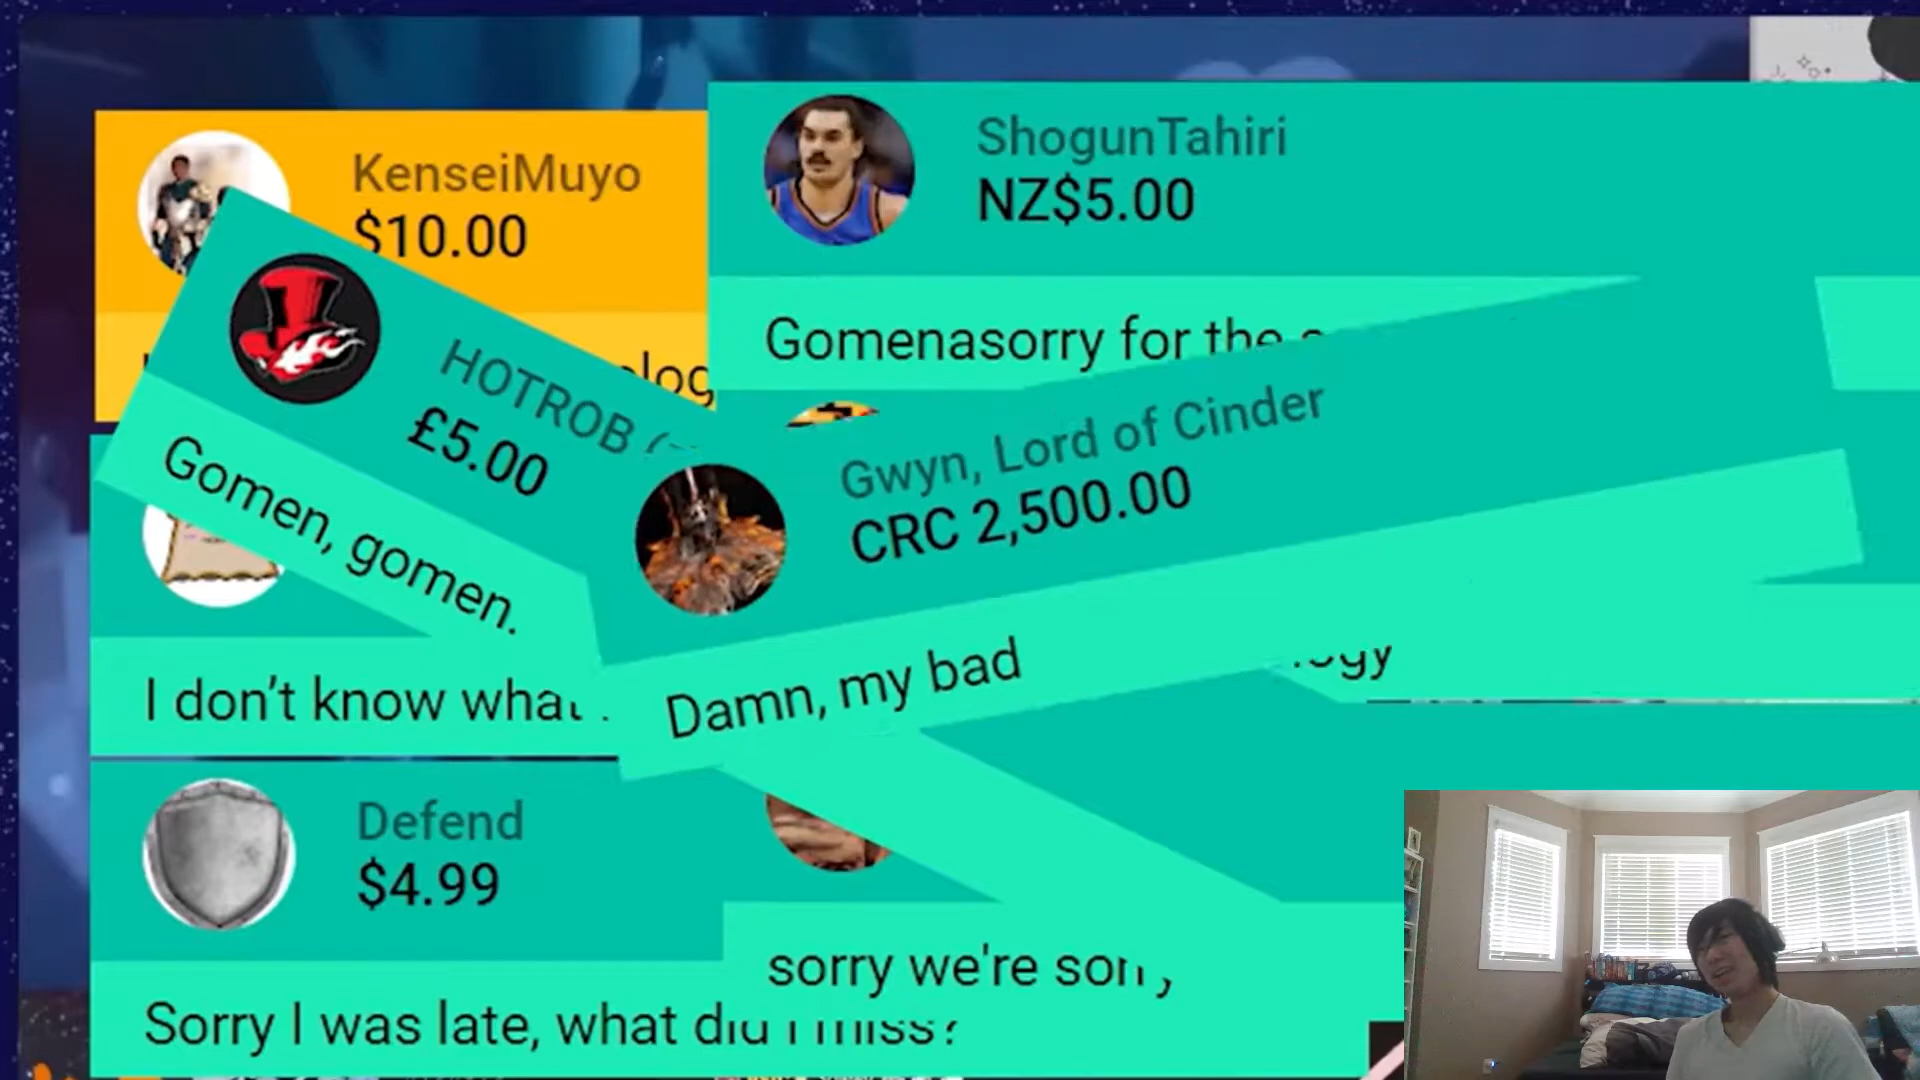 KenseiMuyo
$10.00
ShogunTahiri
NZ$5.00
Gomenasorry for the
HOTROB
£5.00
Gomen, gomen.
Gwyn, Lord of Cinder
CRC 2,500.00
Damn, my bad
I don't know what
Defend
$4.99
sorry we're sorry
Sorry I was late, what did I miss?